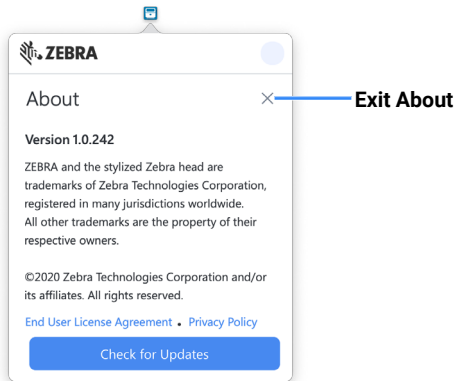 ZEBRA
About
Exit About
Version 1.0.242
ZEBRA and the stylized Zebra head are
trademarks of Zebra Technologies Corporation,
registered in many jurisdictions worldwide.
All other trademarks are the property of their
respective owners.
©2020 Zebra Technologies Corporation and/or
its affiliates. All rights reserved.
End User License Agreement • Privacy Policy
Check for Updates